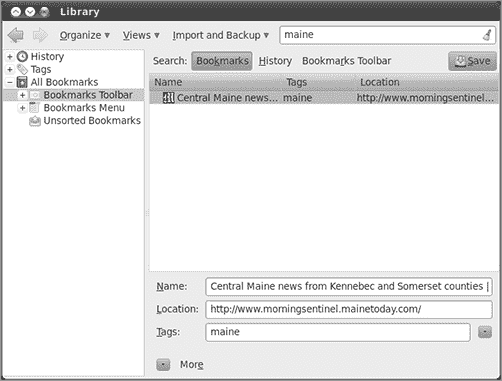 Library
Organize Views Import and Backup maine
History
Tags
All Bookmarks
Bookmarks Toolbar
Bookmarks Menu
Unsorted Bookmarks
Search: Bookmarks History Bookmarks Toolbar Save
Name Tags Location
Central Maine news... maine http://www.morningsentinel...
Name: Central Maine news from Kennebec and Somerset counties |
Location: http://www.morningsentinel.mainetoday.com/
Tags: maine
More